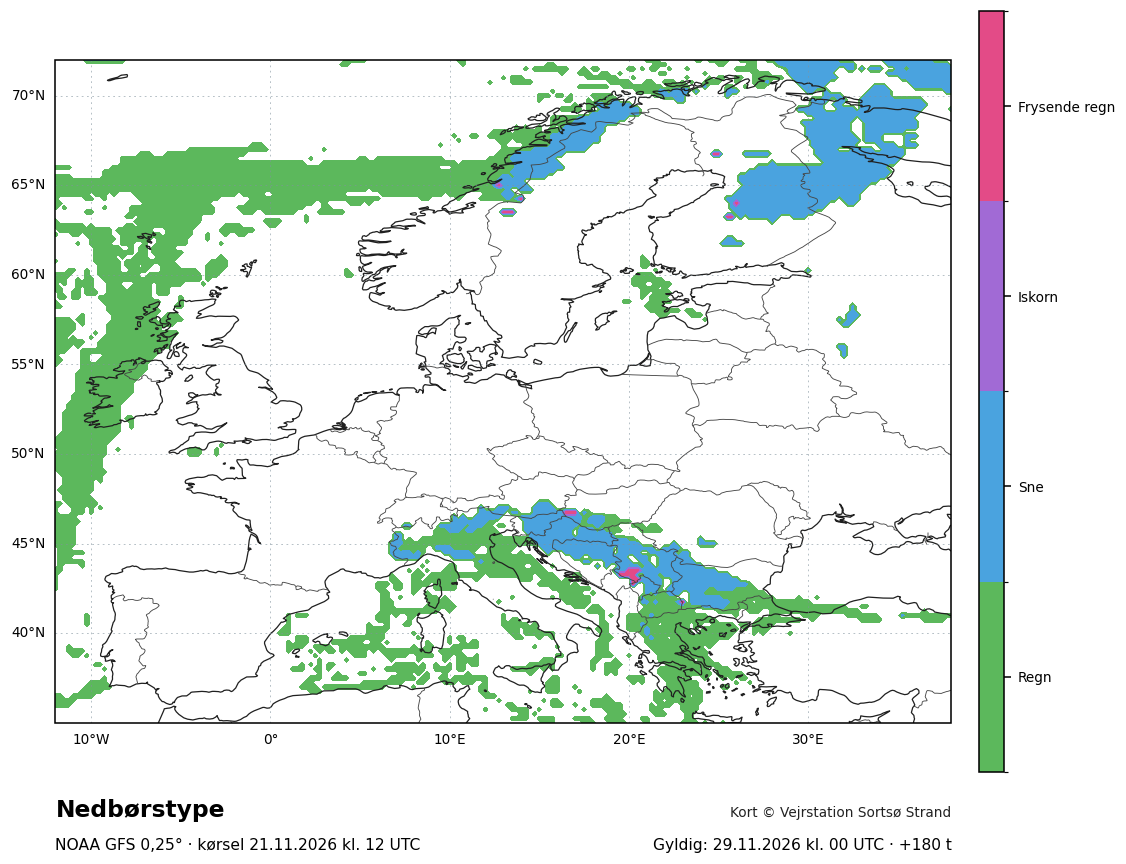 70°N
65°N
60°N
55°N
50°N
45°N
40°N
10°W
0°
10°E
20°E
30°E
Frysende regn
Iskorn
Sne
Regn
Nedbørstype
Kort © Vejrstation Sortsø Strand
NOAA GFS 0,25° · kørsel 21.11.2026 kl. 12 UTC
Gyldig: 29.11.2026 kl. 00 UTC · +180 t